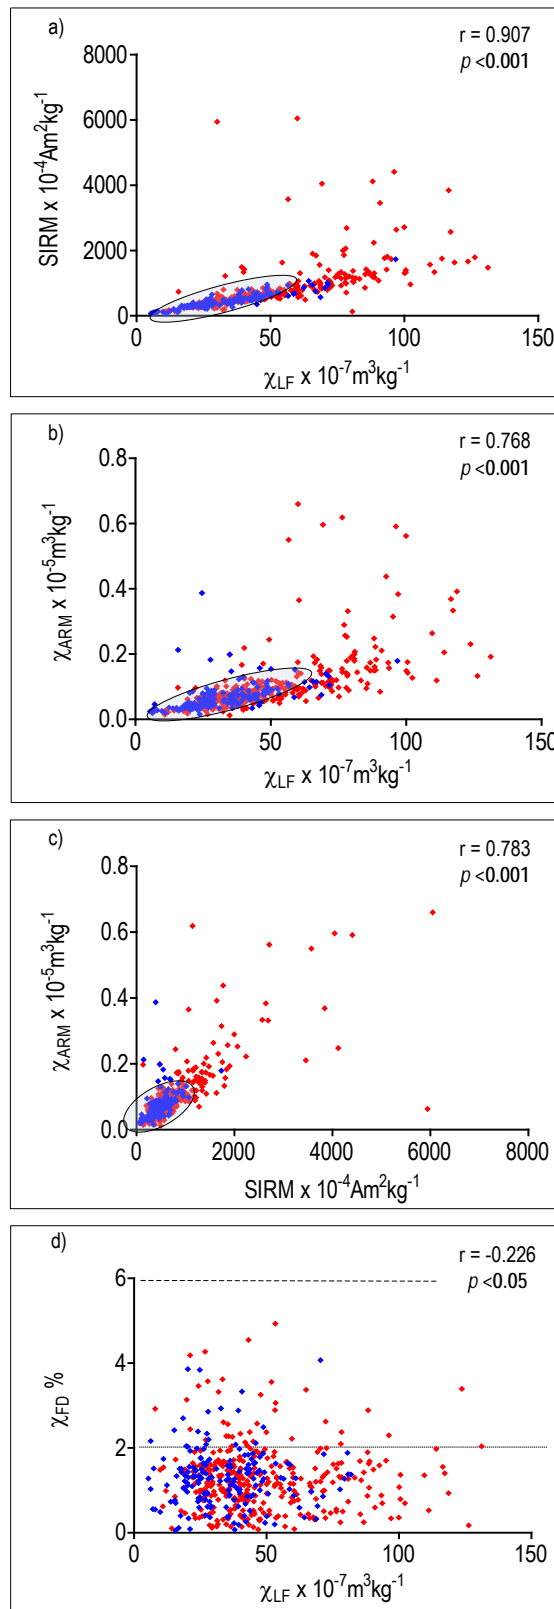 a)
r = 0.907
p <0.001
8000
6000
4000
2000
0
SIRM x 10⁻⁴Am²kg⁻¹
0 50 100 150
χLF x 10⁻⁷m³kg⁻¹
b)
r = 0.768
p <0.001
0.8
0.6
0.4
0.2
0.0
χARM x 10⁻⁵m³kg⁻¹
0 50 100 150
χLF x 10⁻⁷m³kg⁻¹
c)
r = 0.783
p <0.001
0.8
0.6
0.4
0.2
0.0
χARM x 10⁻⁵m³kg⁻¹
0 2000 4000 6000 8000
SIRM x 10⁻⁴Am²kg⁻¹
d)
r = -0.226
p <0.05
6
4
2
0
χFD %
0 50 100 150
χLF x 10⁻⁷m³kg⁻¹